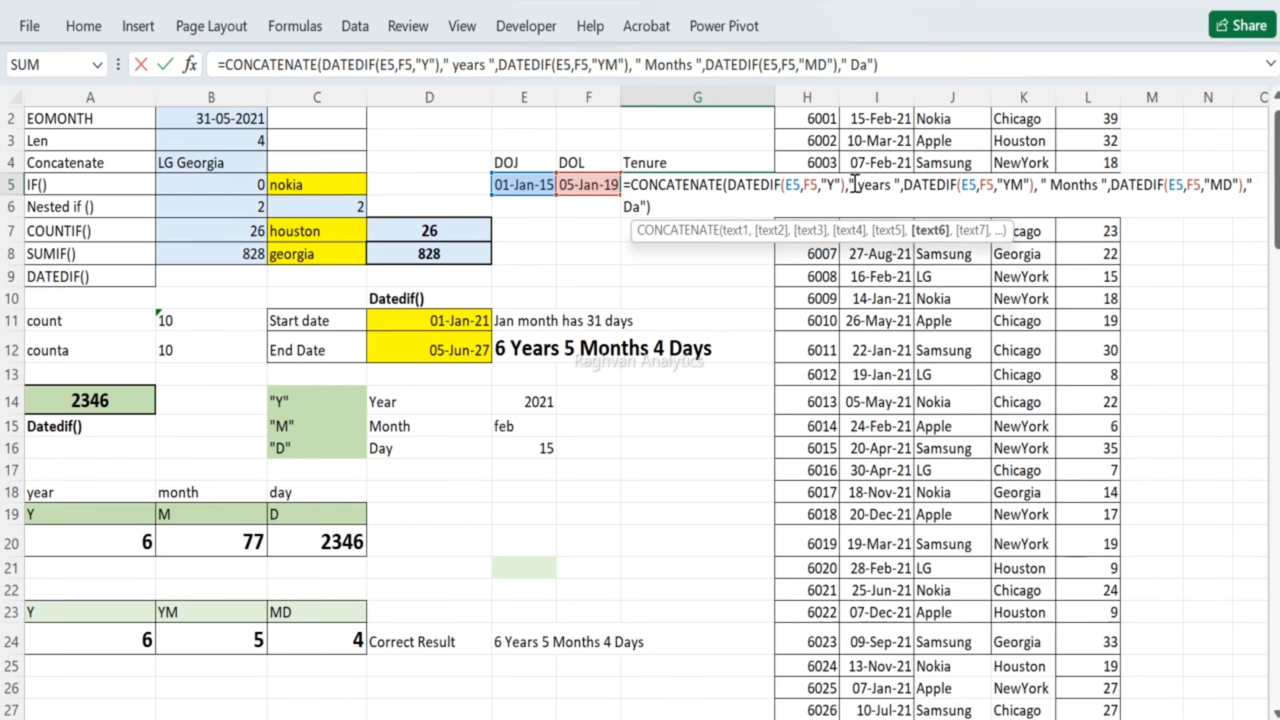 File Home Insert Page Layout Formulas Data Review View Developer Help Acrobat Power Pivot Share
SUM fx =CONCATENATE(DATEDIF(E5,F5,"Y")," years ",DATEDIF(E5,F5,"YM"), " Months ",DATEDIF(E5,F5,"MD")," Da")
A B C D E F G H I J K L M N O
2 EOMONTH 31-05-2021 6001 15-Feb-21 Nokia Chicago 39
3 Len 4 6002 10-Mar-21 Apple Houston 32
4 Concatenate LG Georgia DOJ DOL Tenure 6003 07-Feb-21 Samsung NewYork 18
5 IF() 0 nokia 01-Jan-15 05-Jan-19 =CONCATENATE(DATEDIF(E5,F5,"Y")," years ",DATEDIF(E5,F5,"YM"), " Months ",DATEDIF(E5,F5,"MD"),"
6 Nested if () 2 2 Da")
7 COUNTIF() 26 houston 26 CONCATENATE(text1, [text2], [text3], [text4], [text5], [text6], [text7], ...) cago 23
8 SUMIF() 828 georgia 828 6007 27-Aug-21 Samsung Georgia 22
9 DATEDIF() 6008 16-Feb-21 LG NewYork 15
10 Datedif() 6009 14-Jan-21 Nokia NewYork 18
11 count 10 Start date 01-Jan-21 Jan month has 31 days 6010 26-May-21 Apple Chicago 19
12 counta 10 End Date 05-Jun-27 6 Years 5 Months 4 Days 6011 22-Jan-21 Samsung Chicago 30
Raghvan Analytics
13 6012 19-Jan-21 LG Chicago 8
14 2346 "Y" Year 2021 6013 05-May-21 Nokia Chicago 22
15 Datedif() "M" Month feb 6014 24-Feb-21 Apple NewYork 6
16 "D" Day 15 6015 20-Apr-21 Samsung NewYork 35
17 6016 30-Apr-21 LG Chicago 7
18 year month day 6017 18-Nov-21 Nokia Georgia 14
19 Y M D 6018 20-Dec-21 Apple NewYork 17
20 6 77 2346 6019 19-Mar-21 Samsung NewYork 19
21 6020 28-Feb-21 LG Houston 9
22 6021 25-Jun-21 Nokia Chicago 24
23 Y YM MD 6022 07-Dec-21 Apple Houston 9
24 6 5 4 Correct Result 6 Years 5 Months 4 Days 6023 09-Sep-21 Samsung Georgia 33
25 6024 13-Nov-21 Nokia Houston 19
26 6025 07-Jan-21 Apple NewYork 27
27 6026 10-Jul-21 Samsung Chicago 27